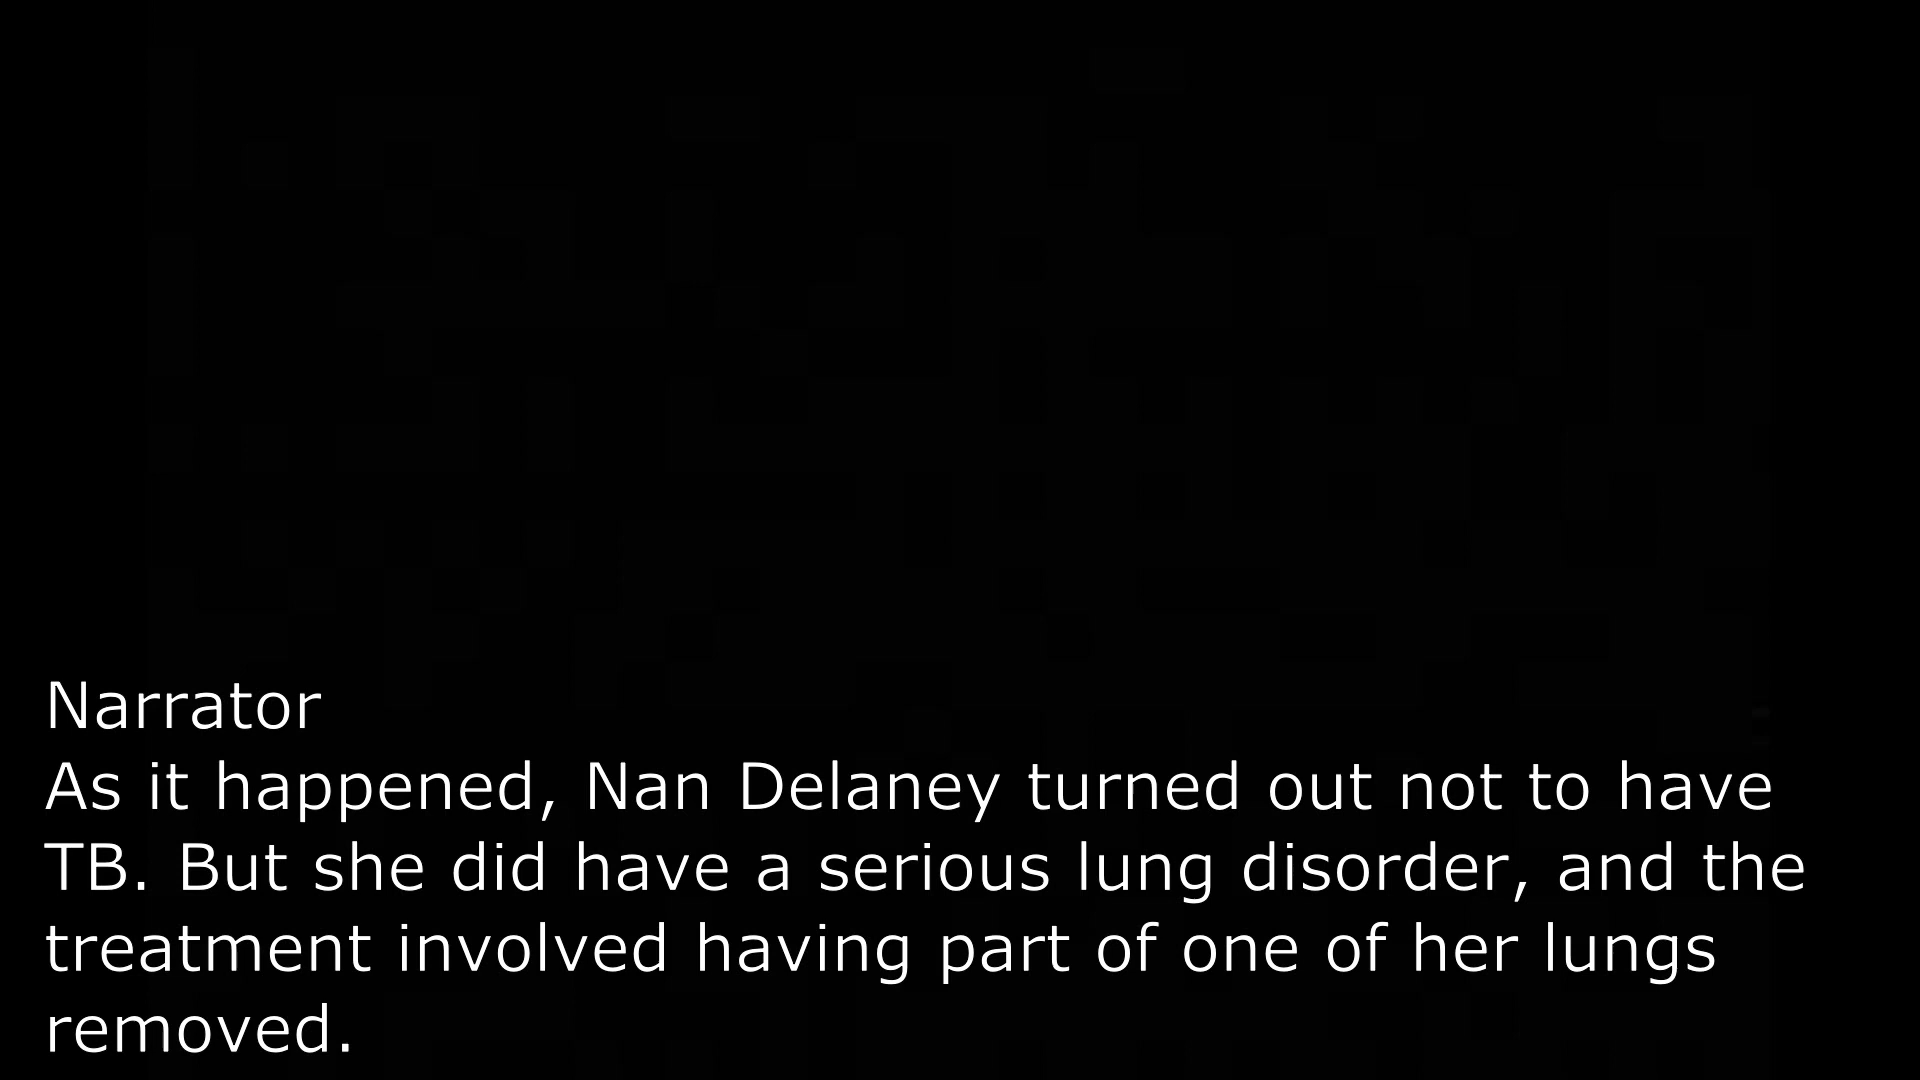 Narrator
As it happened, Nan Delaney turned out not to have
TB. But she did have a serious lung disorder, and the
treatment involved having part of one of her lungs
removed.